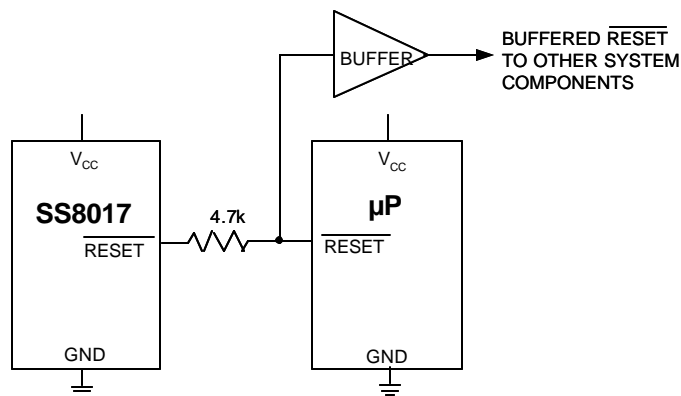 BUFFER
BUFFERED RESET
TO OTHER SYSTEM
COMPONENTS
VCC
SS8017
RESET
GND
4.7k
VCC
µP
RESET
GND